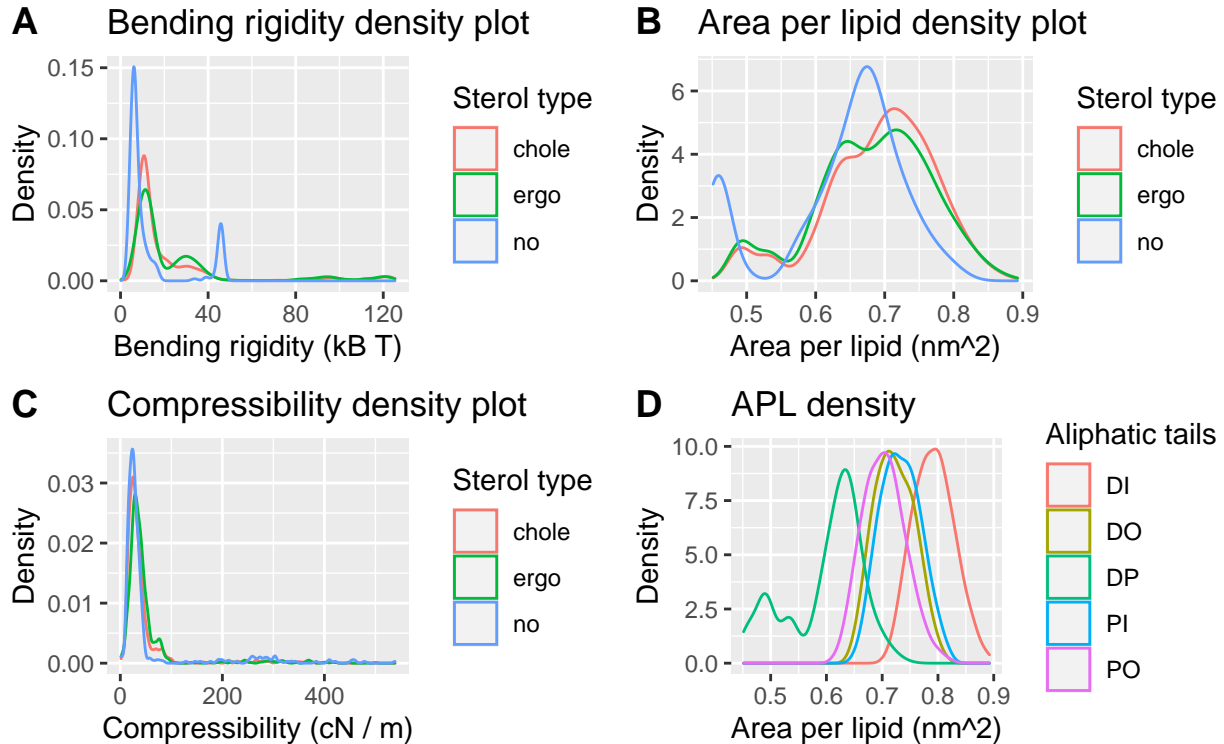 A Bending rigidity density plot
0.15
0.10
0.05
0.00
Density
0 40 80 120
Bending rigidity (kB T)
Sterol type
chole
ergo
no
B Area per lipid density plot
6
4
2
0
Density
0.5 0.6 0.7 0.8 0.9
Area per lipid (nm^2)
Sterol type
chole
ergo
no
C Compressibility density plot
0.03
0.02
0.01
0.00
Density
0 200 400
Compressibility (cN / m)
Sterol type
chole
ergo
no
D APL density
10.0
7.5
5.0
2.5
0.0
Density
0.5 0.6 0.7 0.8 0.9
Area per lipid (nm^2)
Aliphatic tails
DI
DO
DP
PI
PO